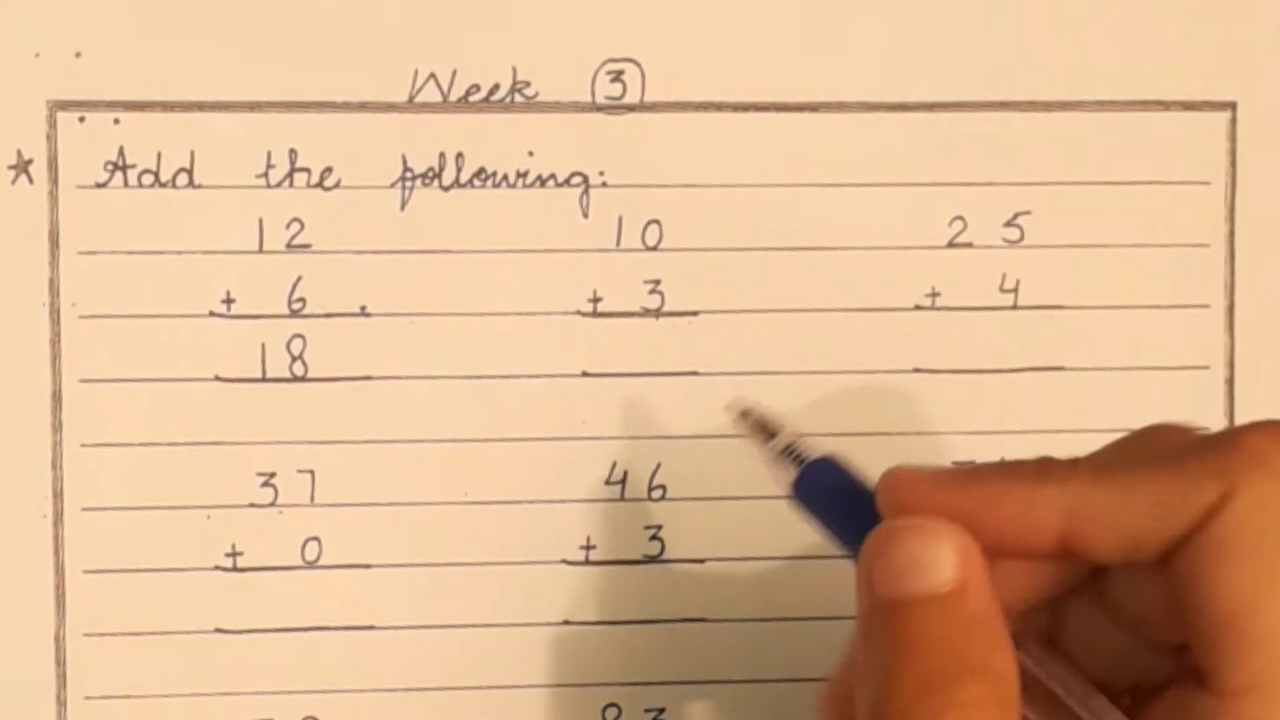 Week 3
* Add the following:
12 10 25
+ 6 + 3 + 4
18
37 46
+ 0 + 3